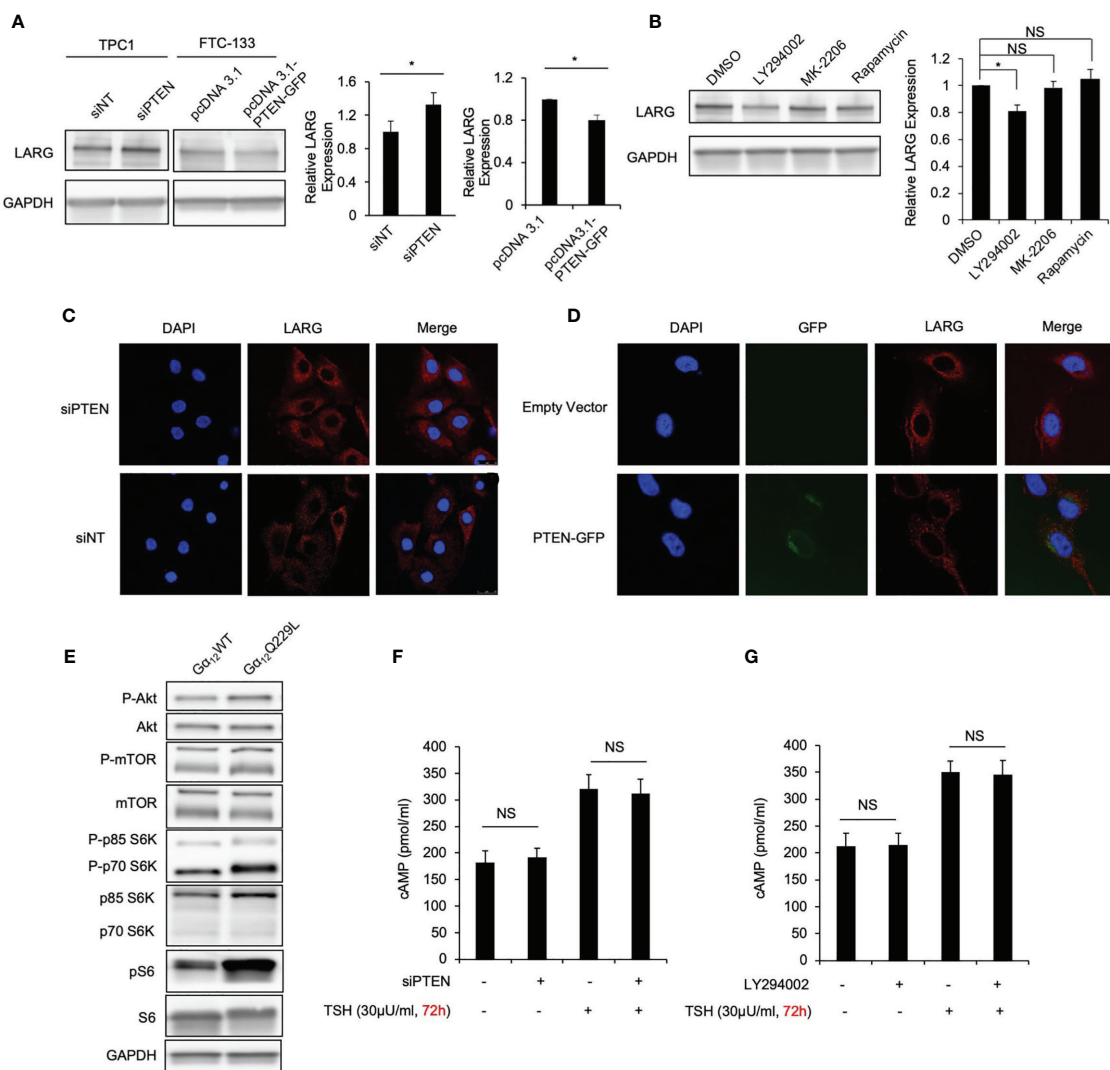 A
TPC1
FTC-133
siNT
siPTEN
pcDNA 3.1
pcDNA 3.1-
PTEN-GFP
LARG
GAPDH
Relative LARG
Expression
1.6
1.2
0.8
0.4
0
*
siNT
siPTEN
Relative LARG
Expression
1.2
0.8
0.4
0
*
pcDNA 3.1
pcDNA3.1-
PTEN-GFP
B
DMSO
LY294002
MK-2206
Rapamycin
LARG
GAPDH
Relative LARG Expression
1.2
1
0.8
0.6
0.4
0.2
0
NS
NS
*
DMSO
LY294002
MK-2206
Rapamycin
C
DAPI
LARG
Merge
siPTEN
siNT
D
DAPI
GFP
LARG
Merge
Empty Vector
PTEN-GFP
E
Gα₁₂WT
Gα₁₂Q229L
P-Akt
Akt
P-mTOR
mTOR
P-p85 S6K
P-p70 S6K
p85 S6K
p70 S6K
pS6
S6
GAPDH
F
cAMP (pmol/ml)
400
350
300
250
200
150
100
50
0
NS
NS
siPTEN - + - +
TSH (30µU/ml, 72h) - - + +
G
cAMP (pmol/ml)
400
350
300
250
200
150
100
50
0
NS
NS
LY294002 - + - +
TSH (30µU/ml, 72h) - - + +